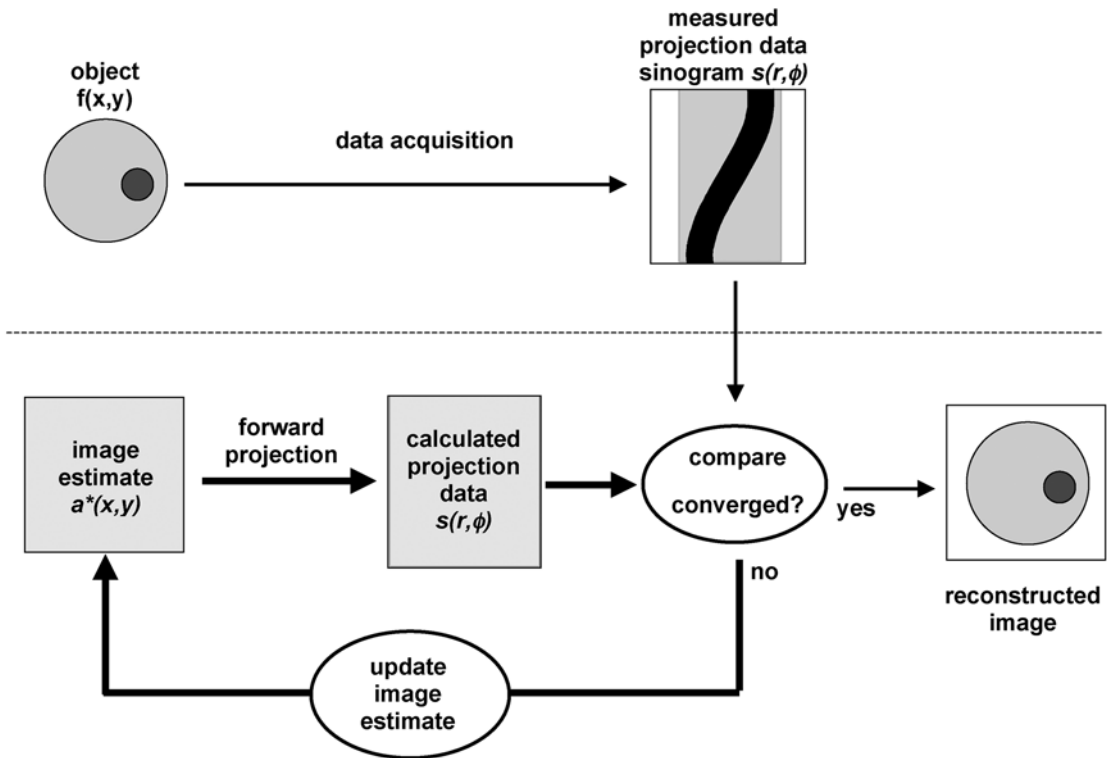 object
f(x,y)
data acquisition
measured
projection data
sinogram s(r,ϕ)
image
estimate
a*(x,y)
forward
projection
calculated
projection
data
s(r,ϕ)
compare
converged?
yes
no
reconstructed
image
update
image
estimate